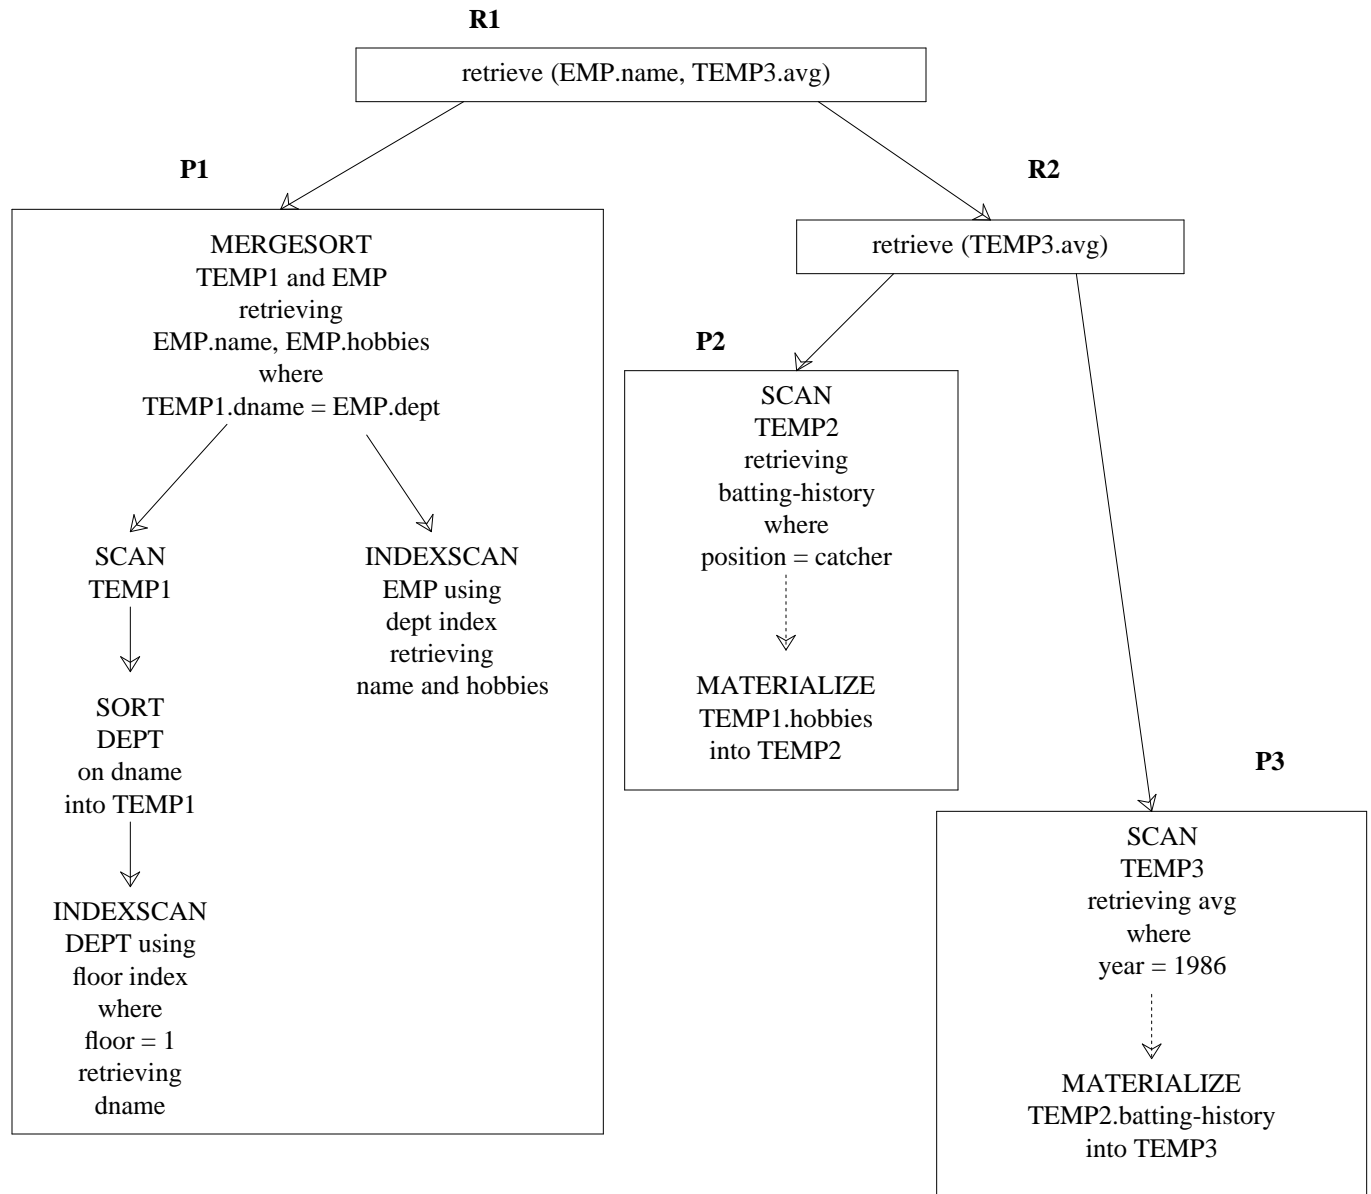 R1
retrieve (EMP.name, TEMP3.avg)
P1
MERGESORT
TEMP1 and EMP
retrieving
EMP.name, EMP.hobbies
where
TEMP1.dname = EMP.dept
SCAN
TEMP1
SORT
DEPT
on dname
into TEMP1
INDEXSCAN
DEPT using
floor index
where
floor = 1
retrieving
dname
INDEXSCAN
EMP using
dept index
retrieving
name and hobbies
R2
retrieve (TEMP3.avg)
P2
SCAN
TEMP2
retrieving
batting-history
where
position = catcher
MATERIALIZE
TEMP1.hobbies
into TEMP2
P3
SCAN
TEMP3
retrieving avg
where
year = 1986
MATERIALIZE
TEMP2.batting-history
into TEMP3